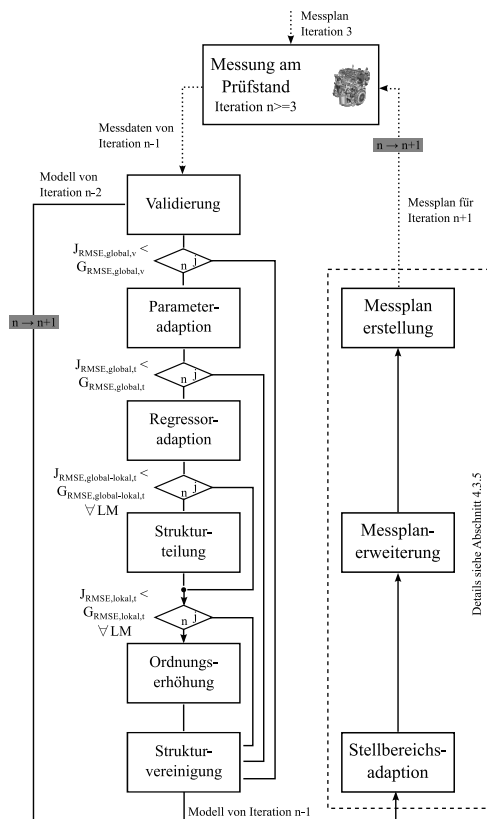 Messplan
Iteration 3
Messung am
Prüfstand
Iteration n>=3
Messdaten von
Iteration n-1
n → n+1
Modell von
Iteration n-2
Validierung
Messplan für
Iteration n+1
J_RMSE,global,v <
G_RMSE,global,v
n j
Parameter-
adaption
n → n+1
Messplan
erstellung
J_RMSE,global,t <
G_RMSE,global,t
n j
Regressor-
adaption
J_RMSE,global-lokal,t <
G_RMSE,global-lokal,t
∀LM
n j
Struktur-
teilung
Messplan-
erweiterung
Details siehe Abschnitt 4.3.5
J_RMSE,lokal,t <
G_RMSE,lokal,t
∀LM
n j
Ordnungs-
erhöhung
Struktur-
vereinigung
Stellbereichs-
adaption
Modell von Iteration n-1